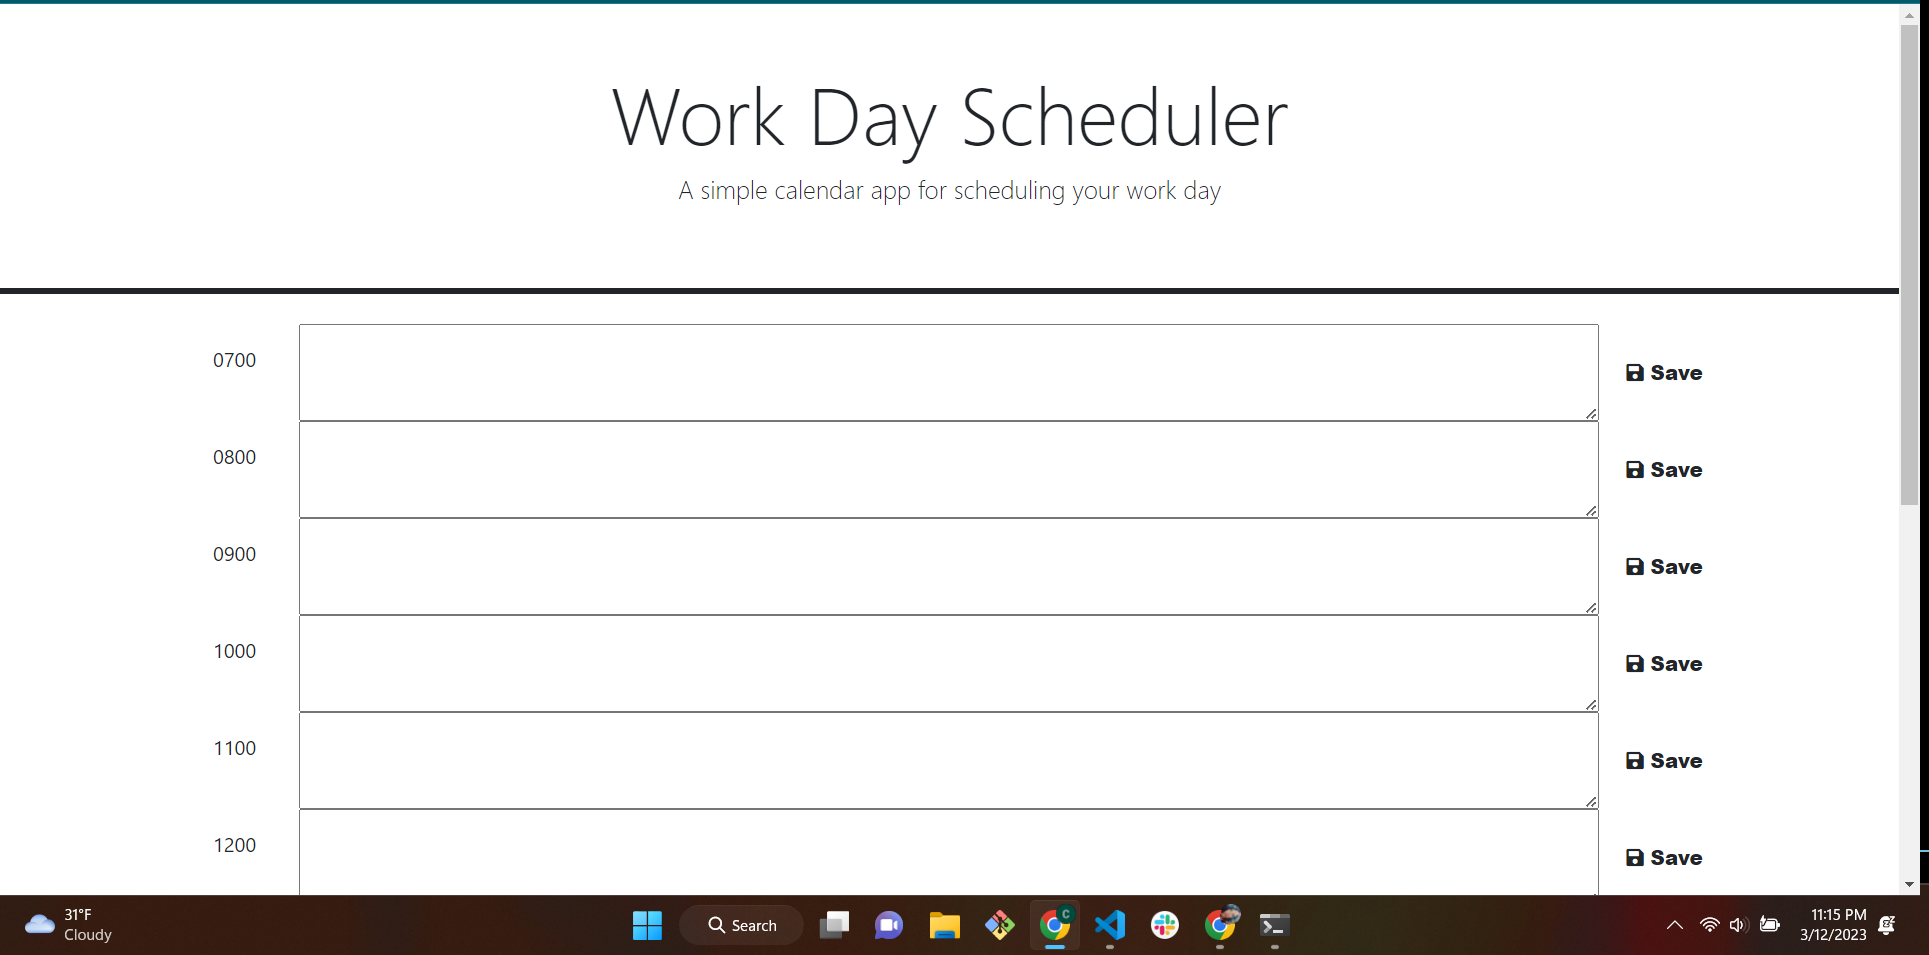 Work Day Scheduler
A simple calendar app for scheduling your work day
0700
Save
0800
Save
0900
Save
1000
Save
1100
Save
1200
Save
31°F
Cloudy
Search
C
11:15 PM
3/12/2023